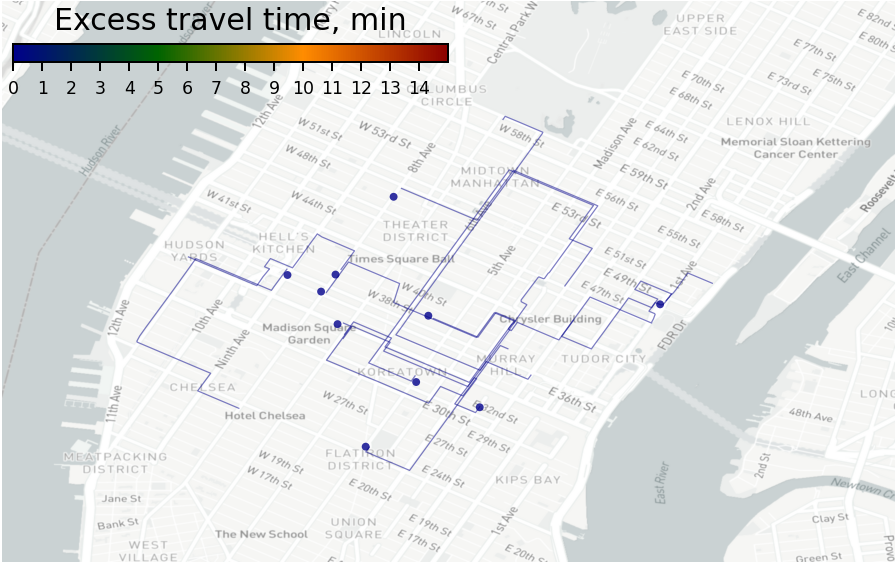 Excess travel time, min
0 1 2 3 4 5 6 7 8 9 10 11 12 13 14
W 67th St
Central Park W
UPPER
EAST SIDE
E 82nd St
E 80th St
LINCOLN
E 77th St
E 75th St
E 73rd St
E 70th St
E 68th St
COLUMBUS
CIRCLE
12th Ave
W 51st St
W 53rd St
W 58th St
E 64th St
E 62nd St
LENOX HILL
Memorial Sloan Kettering
Cancer Center
Hudson River
W 48th St
8th Ave
Madison Ave
MIDTOWN
MANHATTAN
E 59th St
2nd Ave
Roosevelt
W 41st St
W 44th St
E 56th St
E 53rd St
E 58th St
6th Ave
THEATER
DISTRICT
E 55th St
HUDSON
YARDS
HELL'S
KITCHEN
Times Square Ball
5th Ave
E 51st St
E 49th St
1st Ave
East Channel
E 47th St
W 40th St
W 38th St
12th Ave
10th Ave
Madison Square
Garden
Chrysler Building
FDR Dr
Ninth Ave
MURRAY
HILL
TUDOR CITY
KOREATOWN
CHELSEA
11th Ave
W 27th St
E 36th St
Hotel Chelsea
E 30th St
E 32nd St
48th Ave
E 27th St
E 29th St
MEATPACKING
DISTRICT
W 19th St
W 17th St
FLATIRON
DISTRICT
E 24th St
2nd St
East River
E 20th St
KIPS BAY
Newtown Cr
Jane St
Bank St
The New School
UNION
SQUARE
E 19th St
E 17th St
1st Ave
Clay St
WEST
VILLAGE
E 20th St
Green St